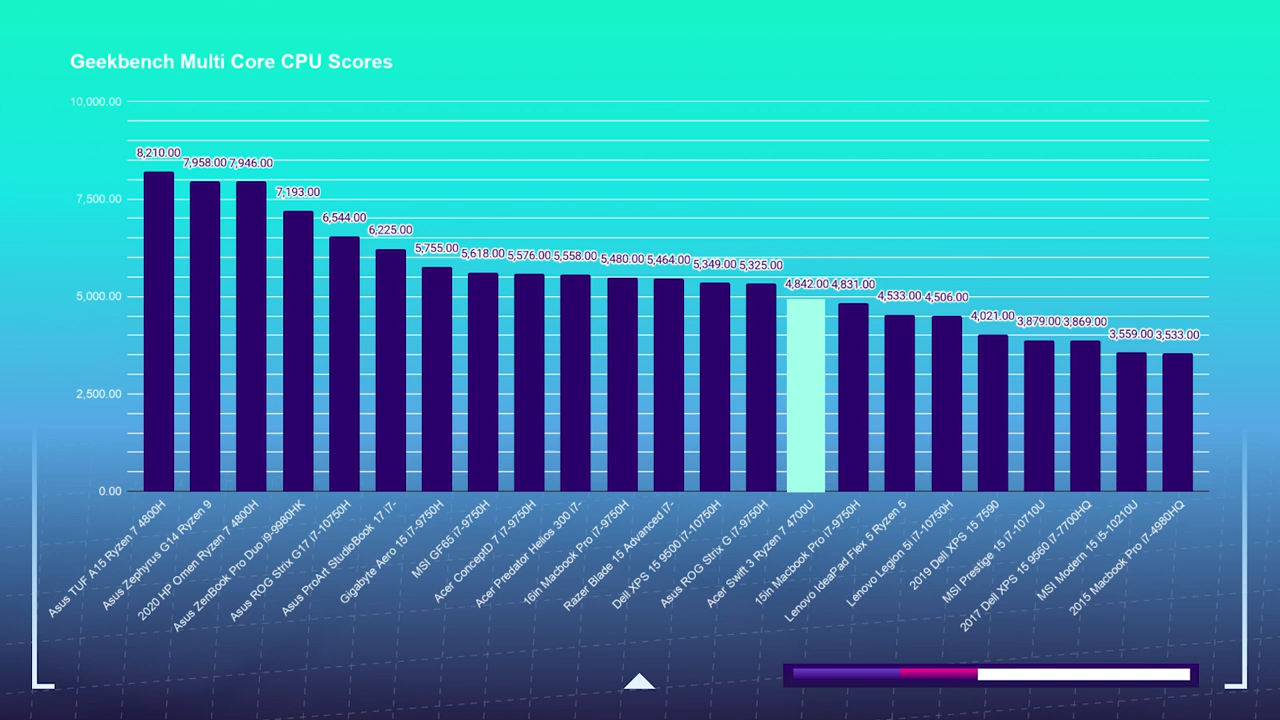 Geekbench Multi Core CPU Scores
10,000.00
7,500.00
5,000.00
2,500.00
0.00
8,210.00
7,958.00
7,946.00
7,193.00
6,544.00
6,225.00
5,755.00
5,618.00
5,576.00
5,558.00
5,480.00
5,464.00
5,349.00
5,325.00
4,842.00
4,831.00
4,533.00
4,506.00
4,021.00
3,879.00
3,869.00
3,559.00
3,533.00
Asus TUF A15 Ryzen 7 4800H
Asus Zephyrus G14 Ryzen 9
2020 HP Omen Ryzen 7 4800H
Asus ZenBook Pro Duo i9-9980HK
Asus ROG Strix G17 i7-10750H
Asus ProArt StudioBook 17 i7-
Gigabyte Aero 15 i7-9750H
MSI GF65 i7-9750H
Acer ConceptD 7 i7-9750H
Acer Predator Helios 300 i7-
16in Macbook Pro i7-9750H
Razer Blade 15 Advanced i7-
Dell XPS 15 9500 i7-10750H
Asus ROG Strix G i7-9750H
Acer Swift 3 Ryzen 7 4700U
15in Macbook Pro i7-9750H
Lenovo IdeaPad Flex 5 Ryzen 5
Lenovo Legion 5i i7-10750H
2019 Dell XPS 15 7590
MSI Prestige 15 i7-10710U
2017 Dell XPS 15 9560 i7-7700HQ
MSI Modern 15 i5-10210U
2015 Macbook Pro i7-4980HQ